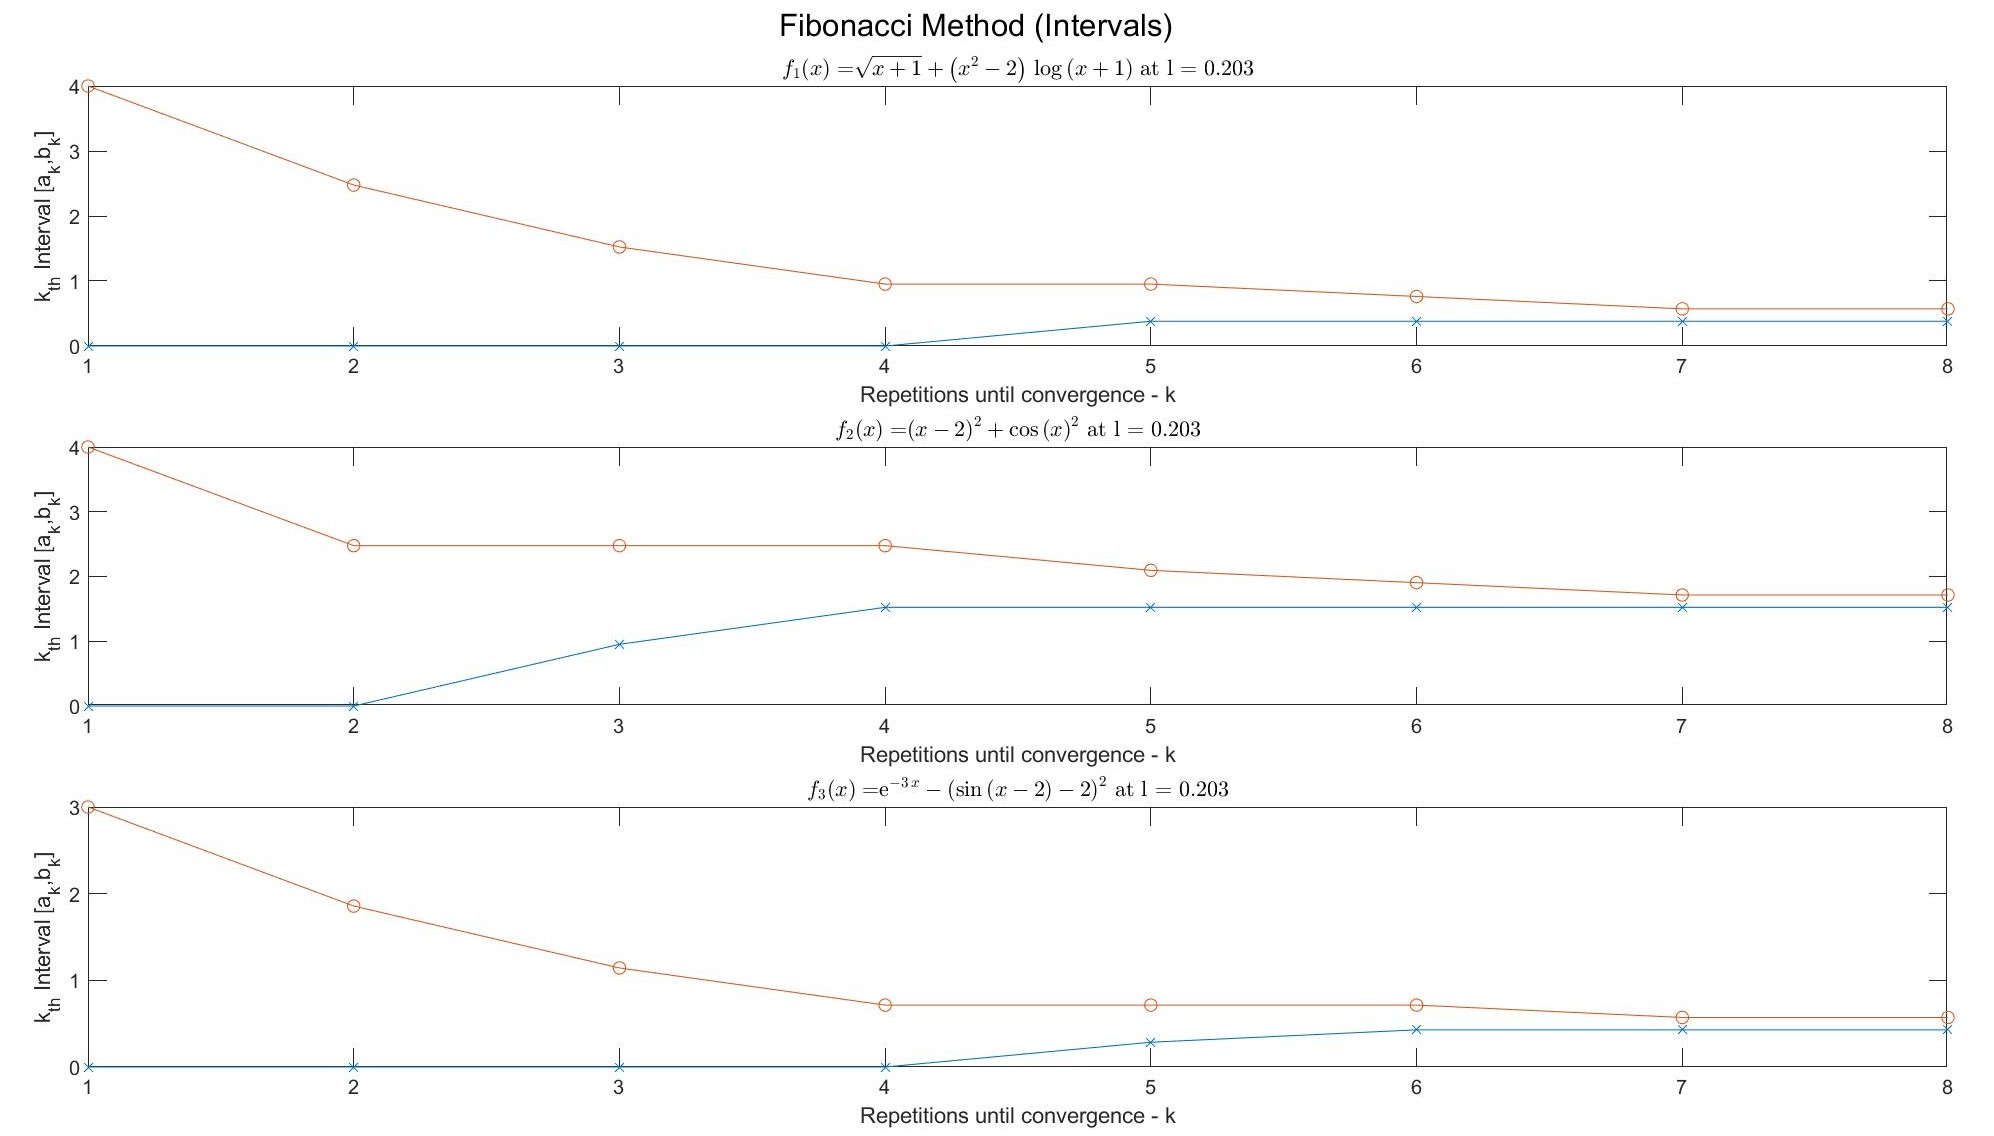 Fibonacci Method (Intervals)
f₁(x) =√(x + 1) + (x² − 2) log (x + 1) at l = 0.203
4
3
2
1
0
k_th Interval [a_k,b_k]
1 2 3 4 5 6 7 8
Repetitions until convergence - k
f₂(x) =(x − 2)² + cos (x)² at l = 0.203
4
3
2
1
0
k_th Interval [a_k,b_k]
1 2 3 4 5 6 7 8
Repetitions until convergence - k
f₃(x) =e^{−3 x} − (sin (x − 2) − 2)² at l = 0.203
3
2
1
0
k_th Interval [a_k,b_k]
1 2 3 4 5 6 7 8
Repetitions until convergence - k